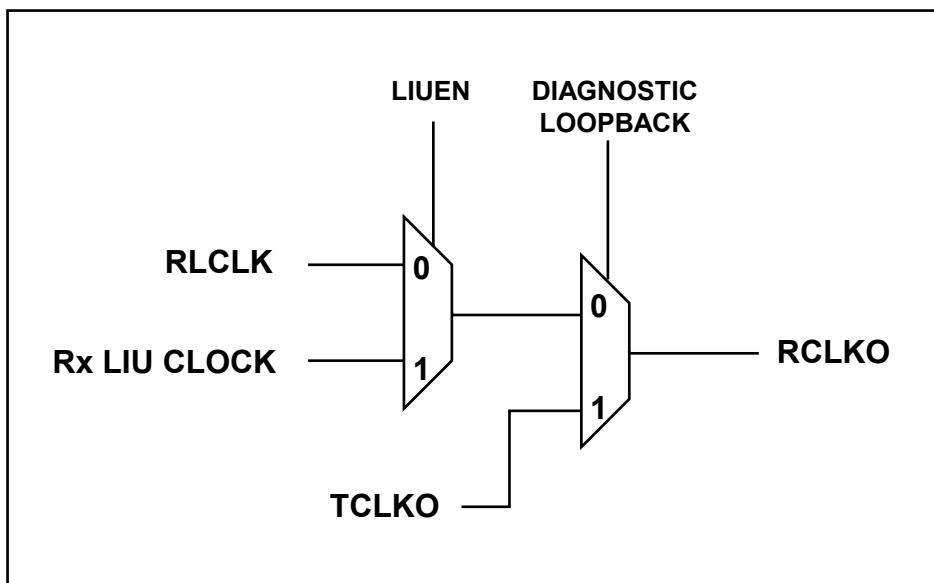 LIUEN
DIAGNOSTIC
LOOPBACK
RLCLK
0
0
Rx LIU CLOCK
1
RCLKO
1
TCLKO